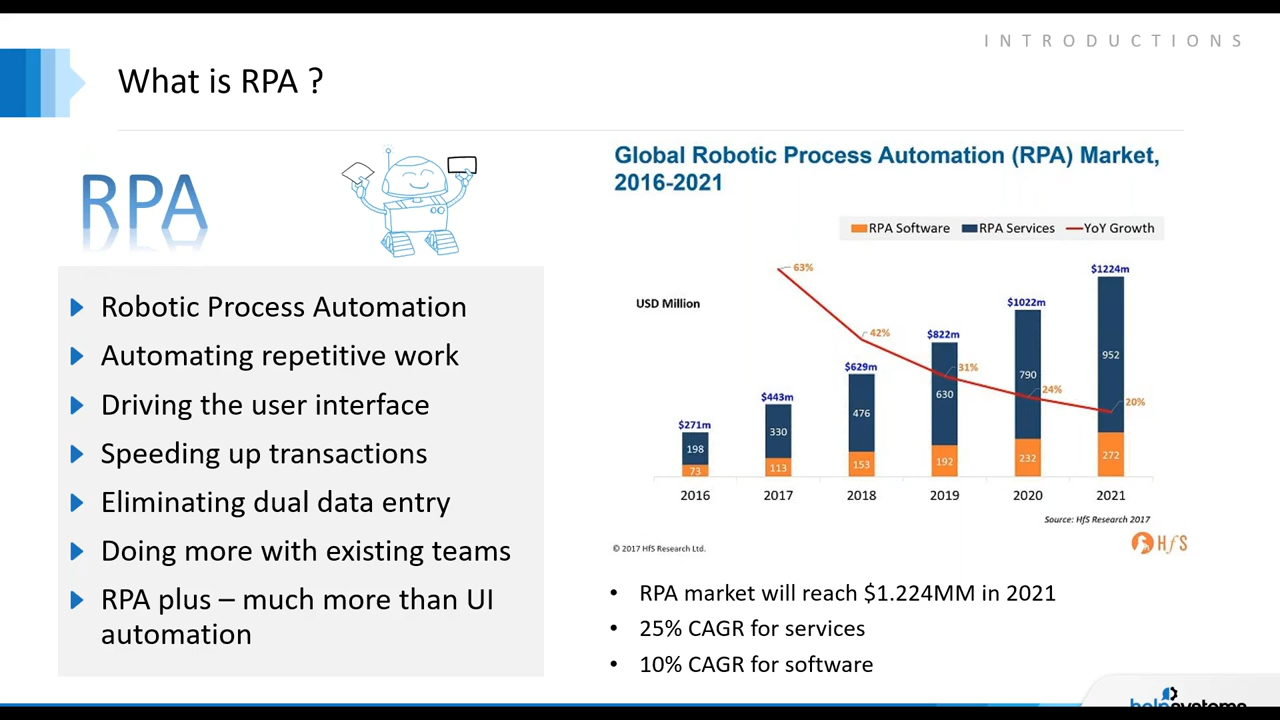 INTRODUCTIONS
What is RPA ?
RPA
Robotic Process Automation
Automating repetitive work
Driving the user interface
Speeding up transactions
Eliminating dual data entry
Doing more with existing teams
RPA plus – much more than UI
automation
Global Robotic Process Automation (RPA) Market,
2016-2021
RPA Software RPA Services YoY Growth
USD Million
63%
42%
31%
24%
20%
$271m
$443m
$629m
$822m
$1022m
$1224m
198
330
476
630
790
952
73
113
153
192
232
272
2016 2017 2018 2019 2020 2021
Source: HfS Research 2017
© 2017 HfS Research Ltd.
HfS
• RPA market will reach $1.224MM in 2021
• 25% CAGR for services
• 10% CAGR for software